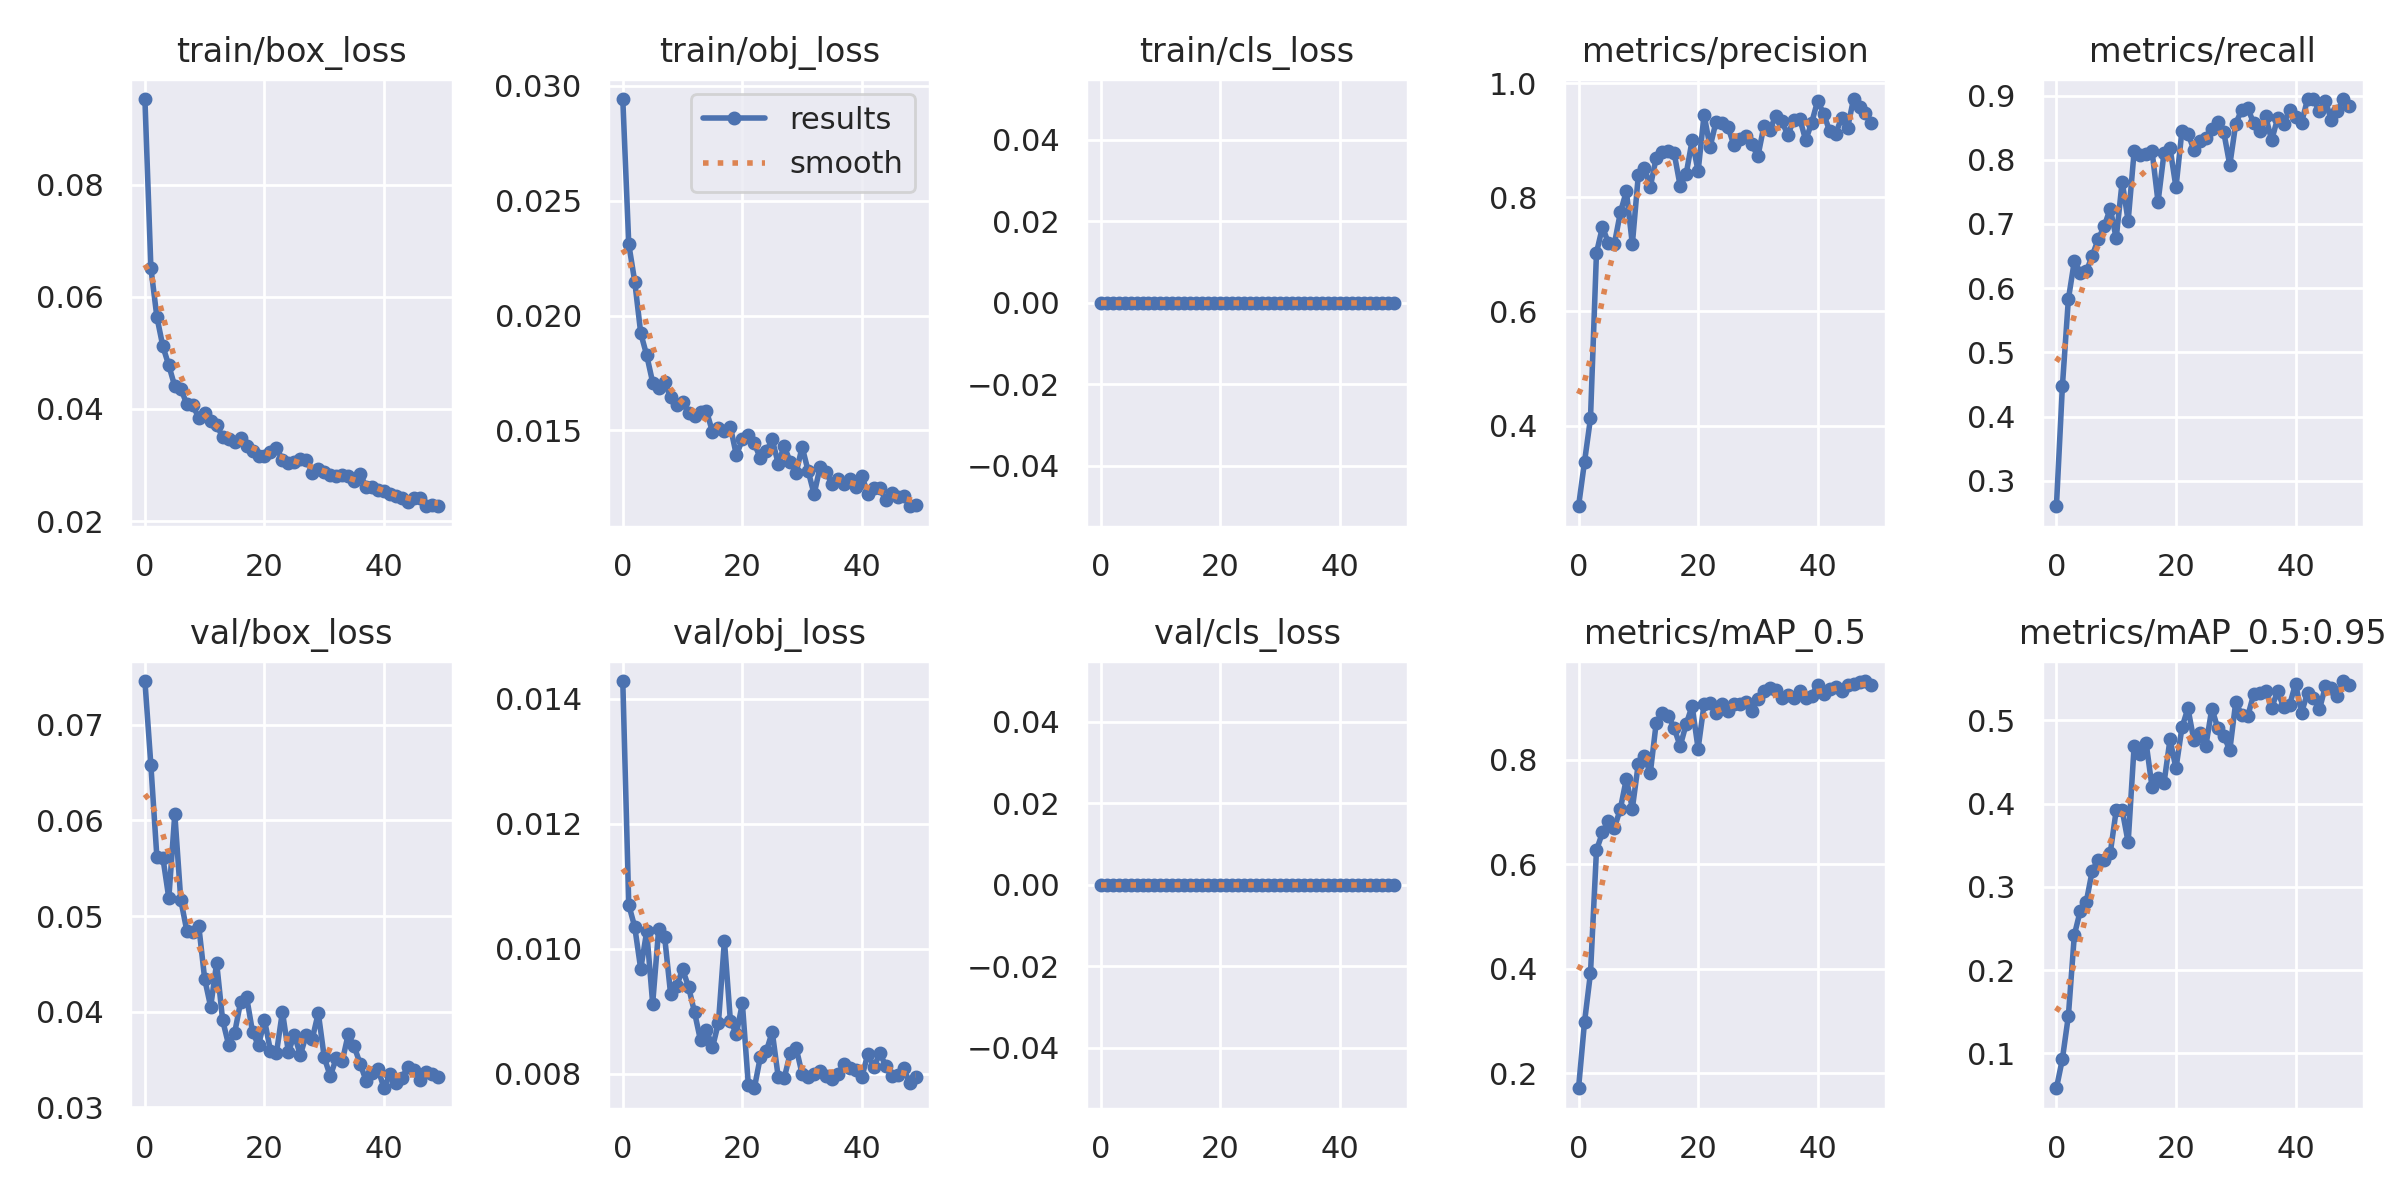 train/box_loss
0.08
0.06
0.04
0.02
0 20 40
train/obj_loss
results
smooth
0.030
0.025
0.020
0.015
0 20 40
train/cls_loss
0.04
0.02
0.00
−0.02
−0.04
0 20 40
metrics/precision
1.0
0.8
0.6
0.4
0 20 40
metrics/recall
0.9
0.8
0.7
0.6
0.5
0.4
0.3
0 20 40
val/box_loss
0.07
0.06
0.05
0.04
0.03
0 20 40
val/obj_loss
0.014
0.012
0.010
0.008
0 20 40
val/cls_loss
0.04
0.02
0.00
−0.02
−0.04
0 20 40
metrics/mAP_0.5
0.8
0.6
0.4
0.2
0 20 40
metrics/mAP_0.5:0.95
0.5
0.4
0.3
0.2
0.1
0 20 40